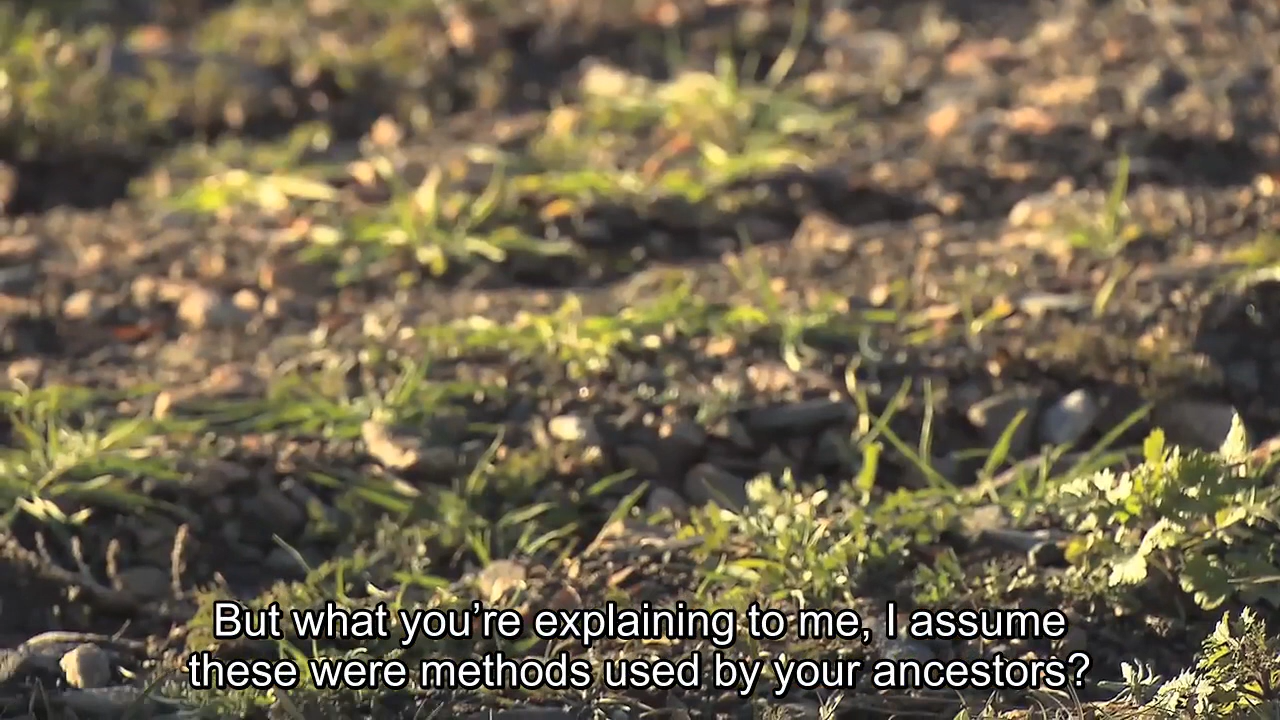 But what you’re explaining to me, I assume
these were methods used by your ancestors?